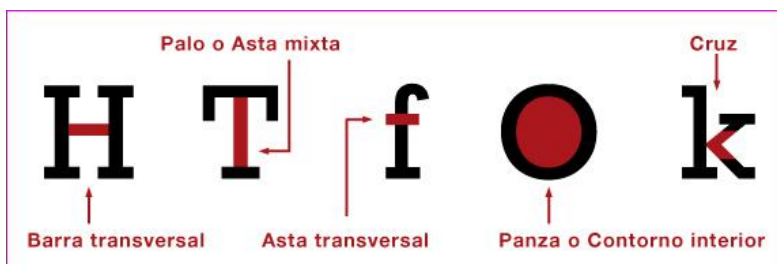 Palo o Asta mixta
Cruz
H T f O k
Barra transversal
Asta transversal
Panza o Contorno interior